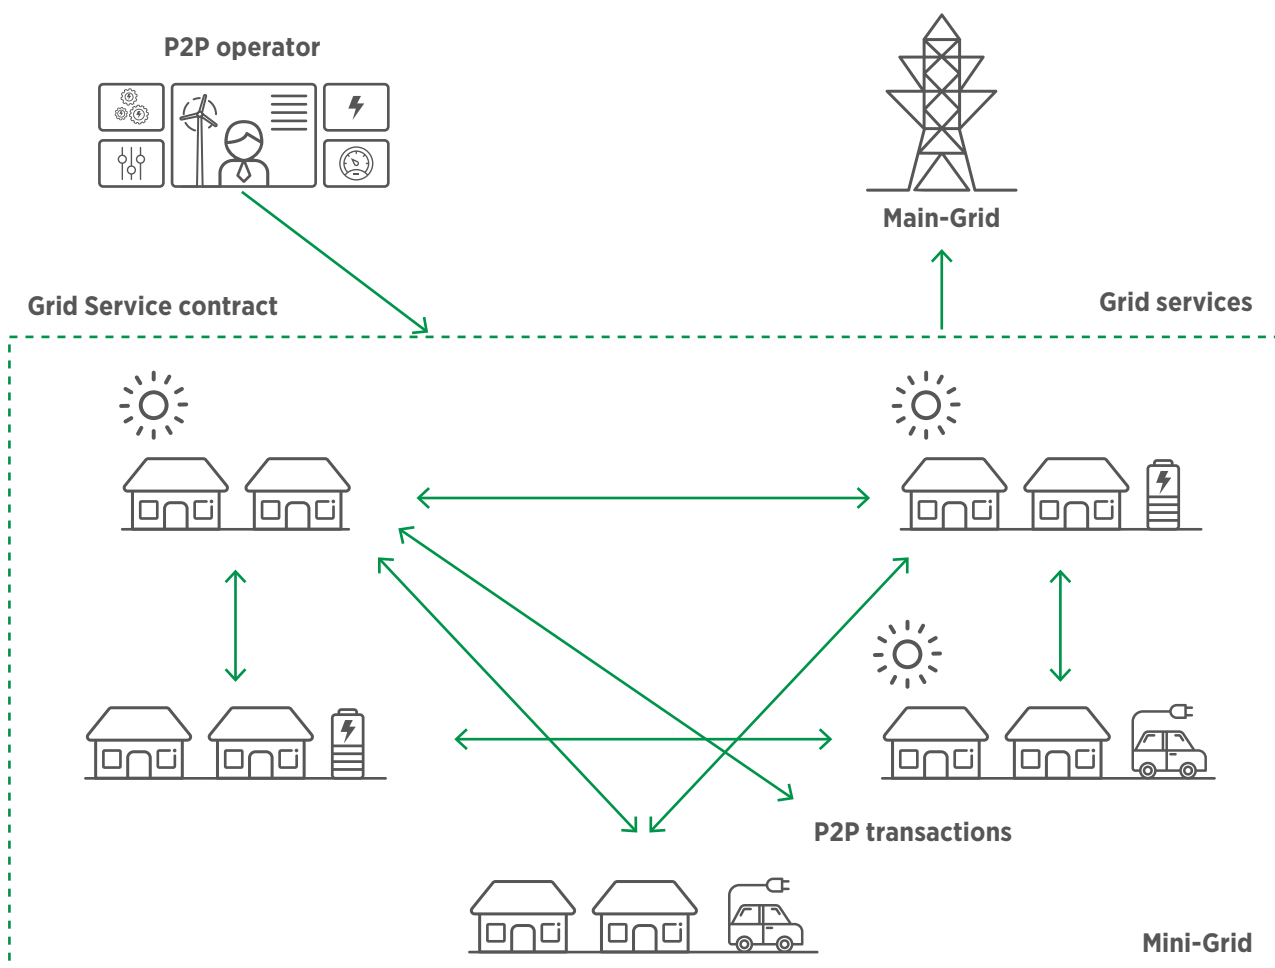 P2P operator
Main-Grid
Grid Service contract
Grid services
P2P transactions
Mini-Grid